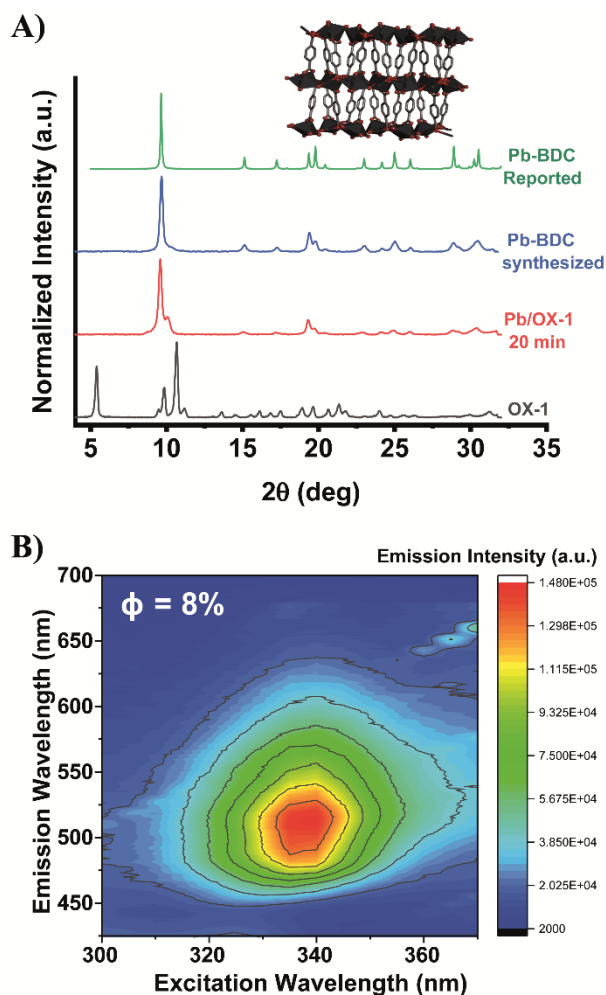 A)
Normalized Intensity (a.u.)
Pb-BDC
Reported
Pb-BDC
synthesized
Pb/OX-1
20 min
OX-1
5 10 15 20 25 30 35
2θ (deg)
B)
Emission Intensity (a.u.)
ϕ = 8%
Emission Wavelength (nm)
700
650
600
550
500
450
1.480E+05
1.298E+05
1.115E+05
9.325E+04
7.500E+04
5.675E+04
3.850E+04
2.025E+04
2000
300 320 340 360
Excitation Wavelength (nm)